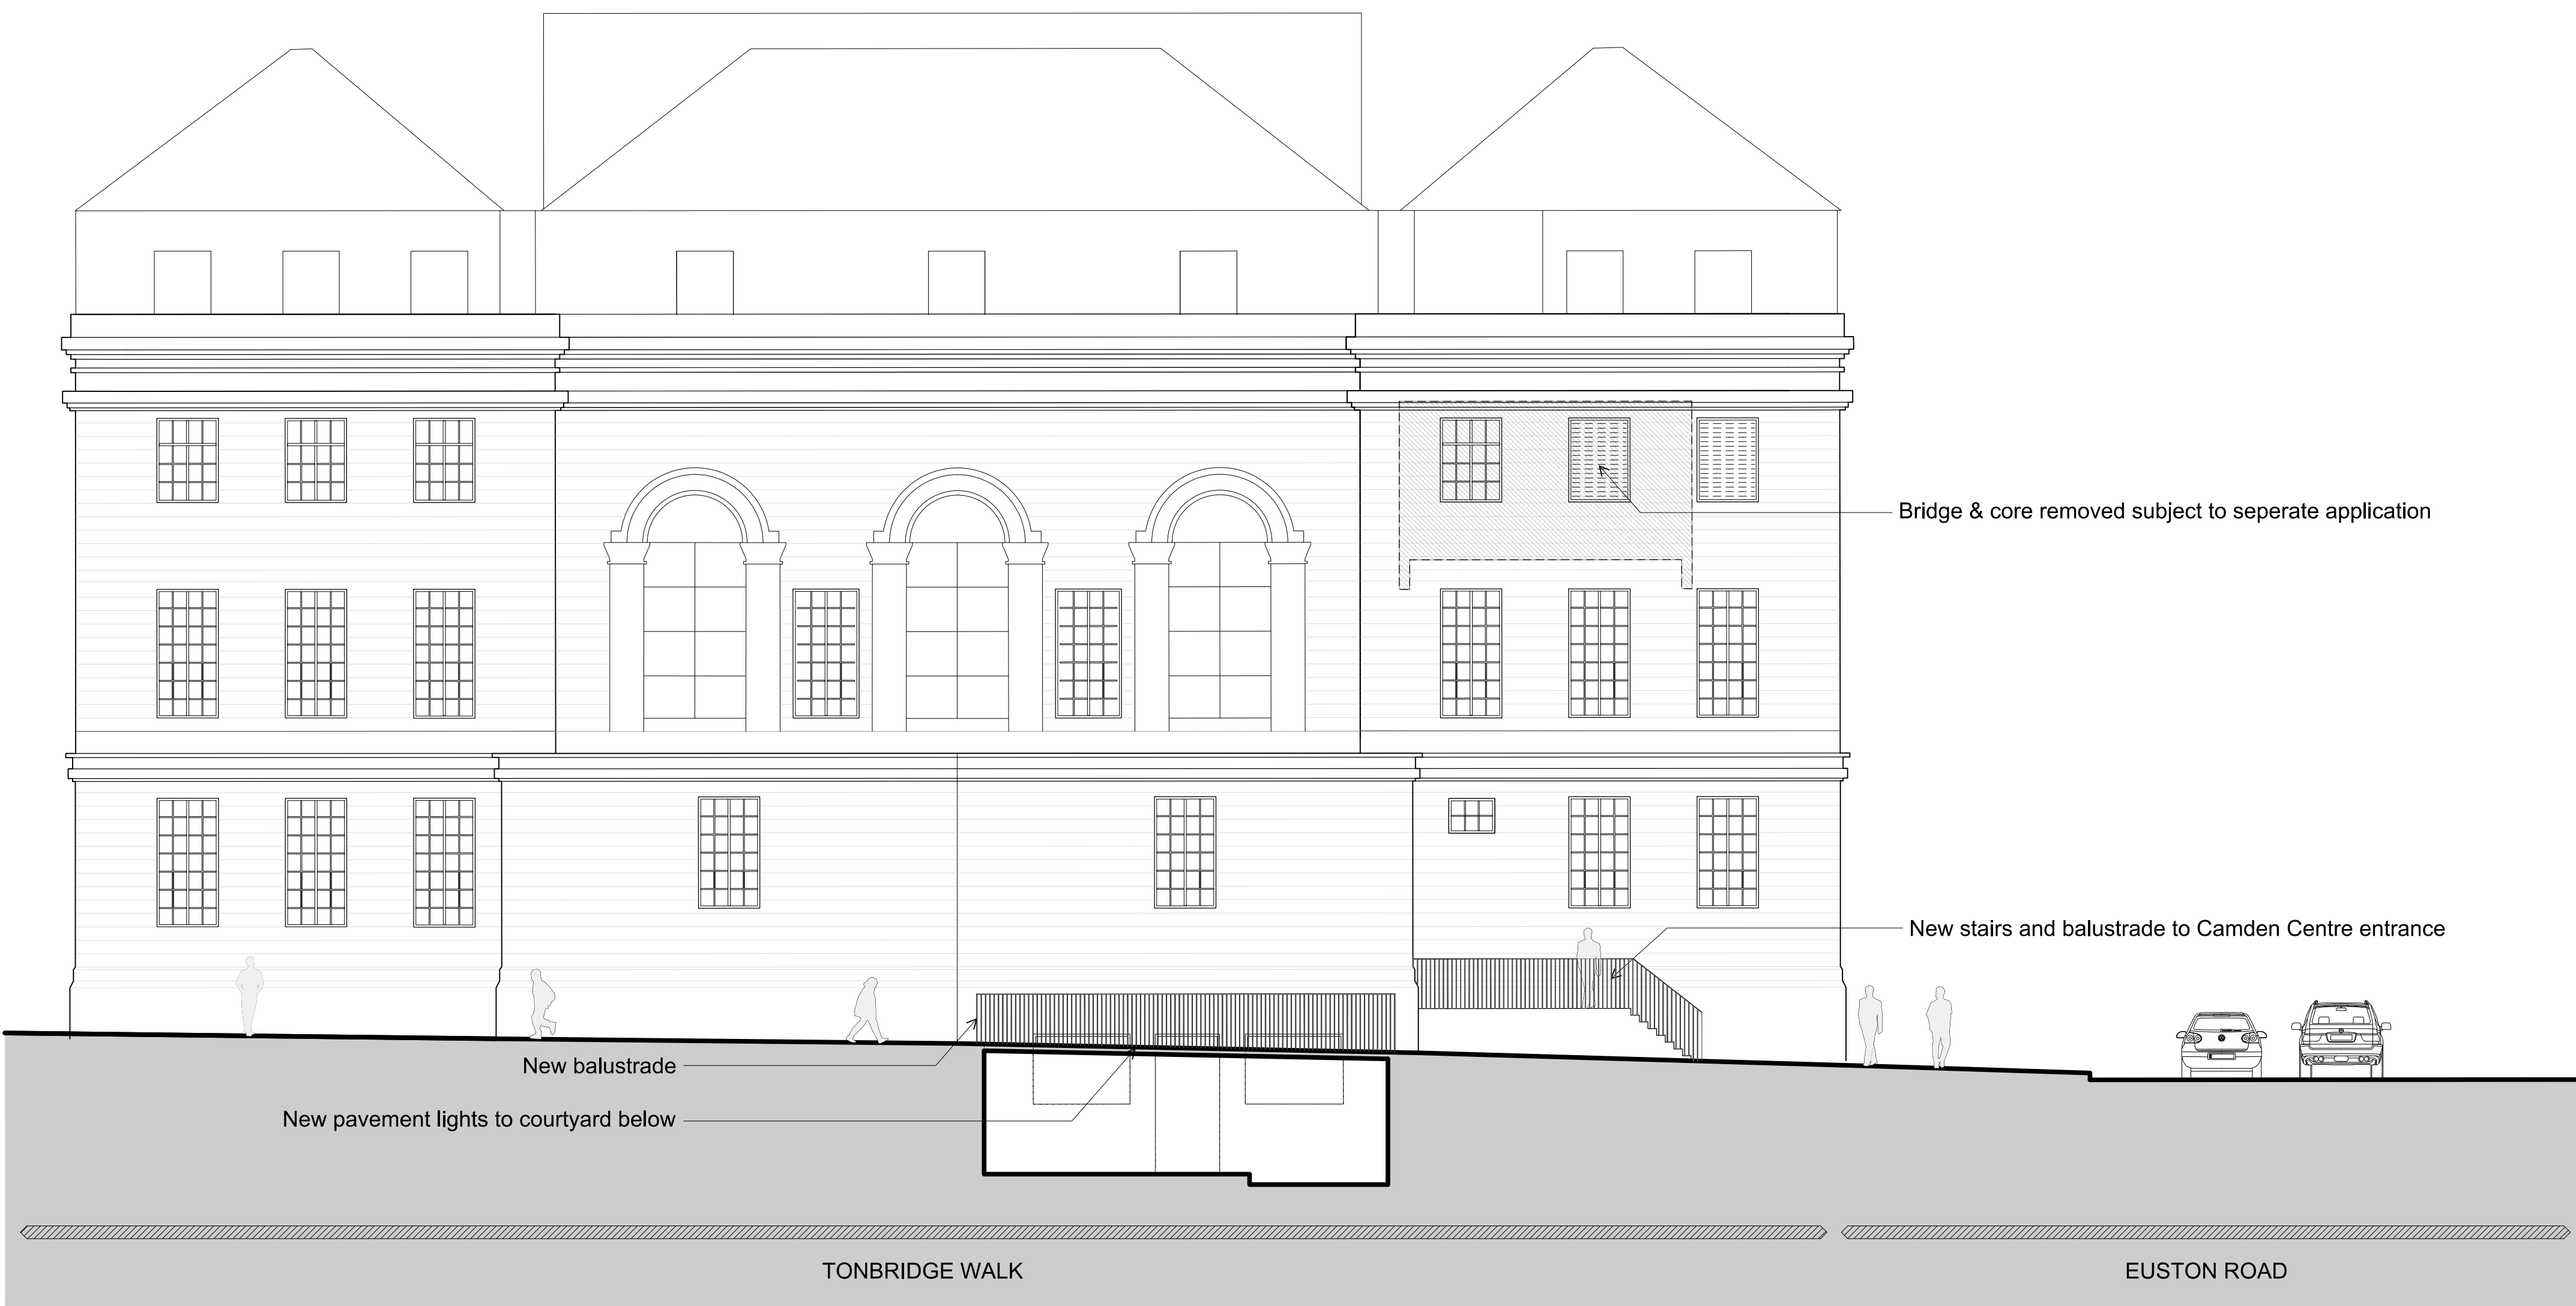 Bridge & core removed subject to seperate application
New stairs and balustrade to Camden Centre entrance
New balustrade
New pavement lights to courtyard below
TONBRIDGE WALK
EUSTON ROAD